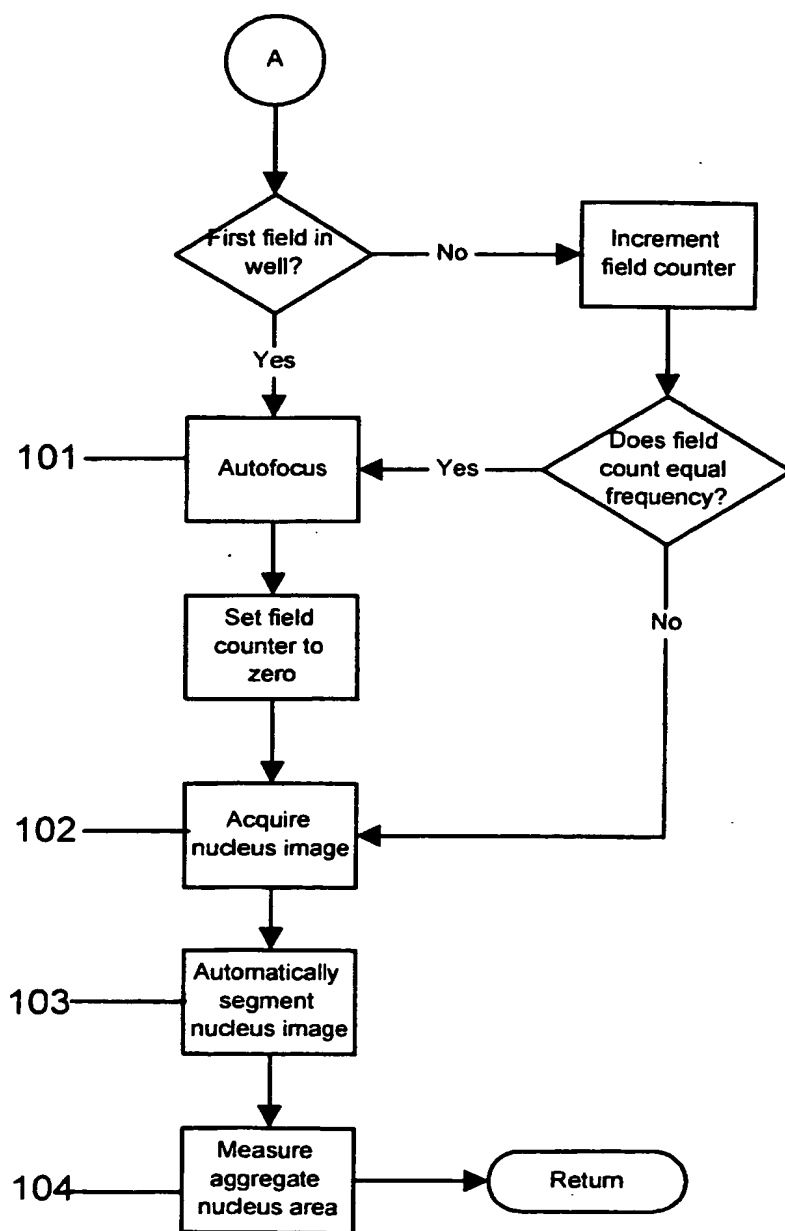 A
First field in
well?
No
Increment
field counter
Yes
101
Autofocus
Yes
Does field
count equal
frequency?
Set field
counter to
zero
No
102
Acquire
nucleus image
103
Automatically
segment
nucleus image
104
Measure
aggregate
nucleus area
Return